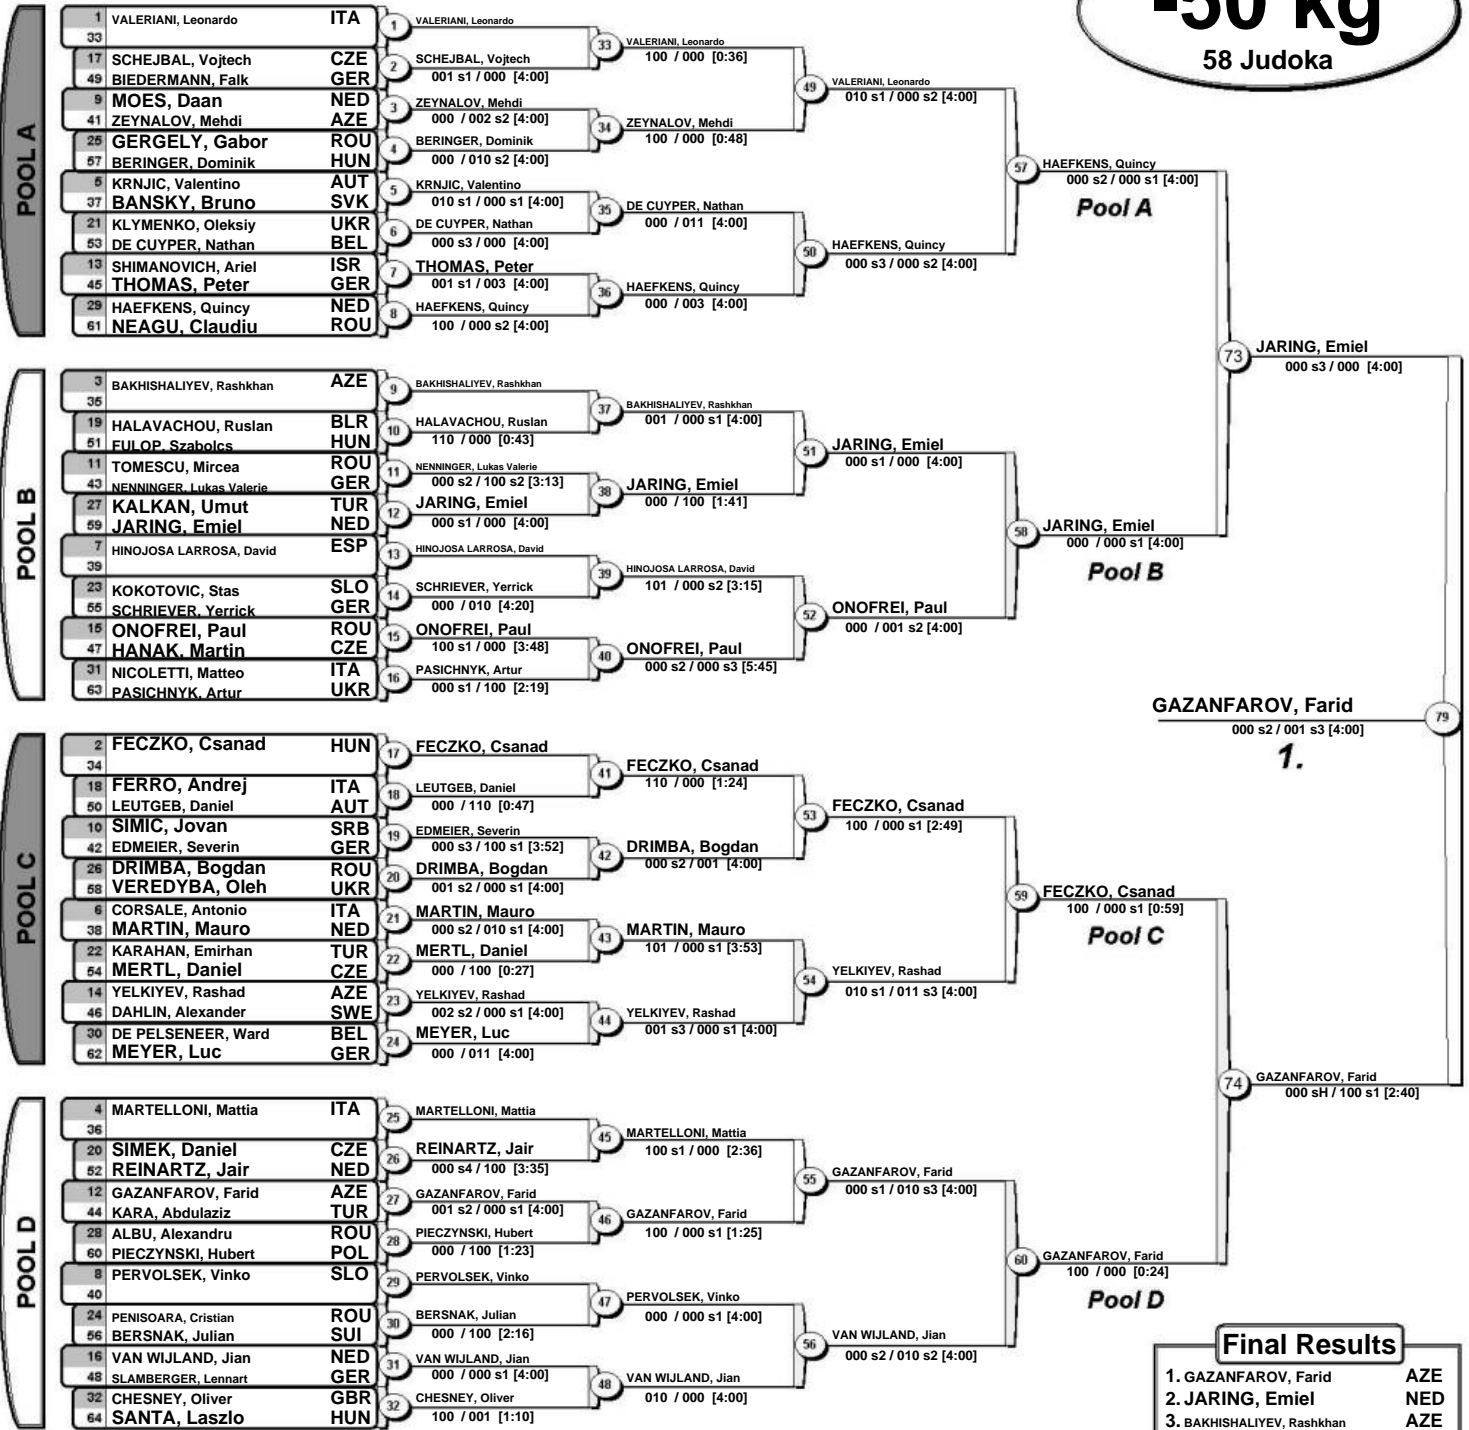 -50 kg
58 Judoka
POOL A
1 VALERIANI, Leonardo ITA
33
17 SCHEJBAL, Vojtech CZE
49 BIEDERMANN, Falk GER
9 MOES, Daan NED
41 ZEYNALOV, Mehdi AZE
25 GERGELY, Gabor ROU
57 BERINGER, Dominik HUN
5 KRNJIC, Valentino AUT
37 BANSKY, Bruno SVK
21 KLYMENKO, Oleksiy UKR
53 DE CUYPER, Nathan BEL
13 SHIMANOVICH, Ariel ISR
45 THOMAS, Peter GER
29 HAEFKENS, Quincy NED
61 NEAGU, Claudiu ROU
1 VALERIANI, Leonardo
2 SCHEJBAL, Vojtech
001 s1 / 000 [4:00]
3 ZEYNALOV, Mehdi
000 / 002 s2 [4:00]
4 BERINGER, Dominik
000 / 010 s2 [4:00]
5 KRNJIC, Valentino
010 s1 / 000 s1 [4:00]
6 DE CUYPER, Nathan
000 s3 / 000 [4:00]
7 THOMAS, Peter
001 s1 / 003 [4:00]
8 HAEFKENS, Quincy
100 / 000 s2 [4:00]
33 VALERIANI, Leonardo
100 / 000 [0:36]
34 ZEYNALOV, Mehdi
100 / 000 [0:48]
35 DE CUYPER, Nathan
000 / 011 [4:00]
36 HAEFKENS, Quincy
000 / 003 [4:00]
49 VALERIANI, Leonardo
010 s1 / 000 s2 [4:00]
50 HAEFKENS, Quincy
000 s3 / 000 s2 [4:00]
57 HAEFKENS, Quincy
000 s2 / 000 s1 [4:00]
Pool A
POOL B
3 BAKHISHALIYEV, Rashkhan AZE
35
19 HALAVACHOU, Ruslan BLR
51 FULOP, Szabolcs HUN
11 TOMESCU, Mircea ROU
43 NENNINGER, Lukas Valerie GER
27 KALKAN, Umut TUR
59 JARING, Emiel NED
7 HINOJOSA LARROSA, David ESP
39
23 KOKOTOVIC, Stas SLO
55 SCHRIEVER, Yerrick GER
15 ONOFREI, Paul ROU
47 HANAK, Martin CZE
31 NICOLETTI, Matteo ITA
63 PASICHNYK, Artur UKR
9 BAKHISHALIYEV, Rashkhan
10 HALAVACHOU, Ruslan
110 / 000 [0:43]
11 NENNINGER, Lukas Valerie
000 s2 / 100 s2 [3:13]
12 JARING, Emiel
000 s1 / 000 [4:00]
13 HINOJOSA LARROSA, David
14 SCHRIEVER, Yerrick
000 / 010 [4:20]
15 ONOFREI, Paul
100 s1 / 000 [3:48]
16 PASICHNYK, Artur
000 s1 / 100 [2:19]
37 BAKHISHALIYEV, Rashkhan
001 / 000 s1 [4:00]
38 JARING, Emiel
000 / 100 [1:41]
39 HINOJOSA LARROSA, David
101 / 000 s2 [3:15]
40 ONOFREI, Paul
000 s2 / 000 s3 [5:45]
51 JARING, Emiel
000 s1 / 000 [4:00]
52 ONOFREI, Paul
000 / 001 s2 [4:00]
58 JARING, Emiel
000 / 000 s1 [4:00]
Pool B
73 JARING, Emiel
000 s3 / 000 [4:00]
GAZANFAROV, Farid 79
000 s2 / 001 s3 [4:00]
1.
POOL C
2 FECZKO, Csanad HUN
34
18 FERRO, Andrej ITA
50 LEUTGEB, Daniel AUT
10 SIMIC, Jovan SRB
42 EDMEIER, Severin GER
26 DRIMBA, Bogdan ROU
58 VEREDYBA, Oleh UKR
6 CORSALE, Antonio ITA
38 MARTIN, Mauro NED
22 KARAHAN, Emirhan TUR
54 MERTL, Daniel CZE
14 YELKIYEV, Rashad AZE
46 DAHLIN, Alexander SWE
30 DE PELSENEER, Ward BEL
62 MEYER, Luc GER
17 FECZKO, Csanad
18 LEUTGEB, Daniel
000 / 110 [0:47]
19 EDMEIER, Severin
000 s3 / 100 s1 [3:52]
20 DRIMBA, Bogdan
001 s2 / 000 s1 [4:00]
21 MARTIN, Mauro
000 s2 / 010 s1 [4:00]
22 MERTL, Daniel
000 / 100 [0:27]
23 YELKIYEV, Rashad
002 s2 / 000 s1 [4:00]
24 MEYER, Luc
000 / 011 [4:00]
41 FECZKO, Csanad
110 / 000 [1:24]
42 DRIMBA, Bogdan
000 s2 / 001 [4:00]
43 MARTIN, Mauro
101 / 000 s1 [3:53]
44 YELKIYEV, Rashad
001 s3 / 000 s1 [4:00]
53 FECZKO, Csanad
100 / 000 s1 [2:49]
54 YELKIYEV, Rashad
010 s1 / 011 s3 [4:00]
59 FECZKO, Csanad
100 / 000 s1 [0:59]
Pool C
74 GAZANFAROV, Farid
000 sH / 100 s1 [2:40]
POOL D
4 MARTELLONI, Mattia ITA
36
20 SIMEK, Daniel CZE
52 REINARTZ, Jair NED
12 GAZANFAROV, Farid AZE
44 KARA, Abdulaziz TUR
28 ALBU, Alexandru ROU
60 PIECZYNSKI, Hubert POL
8 PERVOLSEK, Vinko SLO
40
24 PENISOARA, Cristian ROU
56 BERSNAK, Julian SUI
16 VAN WIJLAND, Jian NED
48 SLAMBERGER, Lennart GER
32 CHESNEY, Oliver GBR
64 SANTA, Laszlo HUN
25 MARTELLONI, Mattia
26 REINARTZ, Jair
000 s4 / 100 [3:35]
27 GAZANFAROV, Farid
001 s2 / 000 s1 [4:00]
28 PIECZYNSKI, Hubert
000 / 100 [1:23]
29 PERVOLSEK, Vinko
30 BERSNAK, Julian
000 / 100 [2:16]
31 VAN WIJLAND, Jian
000 / 000 s1 [4:00]
32 CHESNEY, Oliver
100 / 001 [1:10]
45 MARTELLONI, Mattia
100 s1 / 000 [2:36]
46 GAZANFAROV, Farid
100 / 000 s1 [1:25]
47 PERVOLSEK, Vinko
000 / 000 s1 [4:00]
48 VAN WIJLAND, Jian
010 / 000 [4:00]
55 GAZANFAROV, Farid
000 s1 / 010 s3 [4:00]
56 VAN WIJLAND, Jian
000 s2 / 010 s2 [4:00]
60 GAZANFAROV, Farid
100 / 000 [0:24]
Pool D
Final Results
1. GAZANFAROV, Farid AZE
2. JARING, Emiel NED
3. BAKHISHALIYEV, Rashkhan AZE